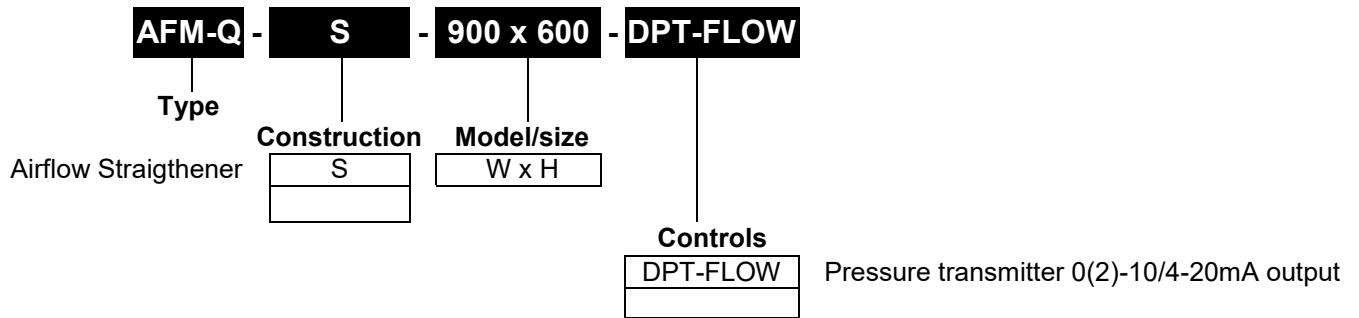 AFM-Q - S - 900 x 600 - DPT-FLOW
Type
Construction Model/size
Airflow Straigthener S W x H
Controls
DPT-FLOW Pressure transmitter 0(2)-10/4-20mA output